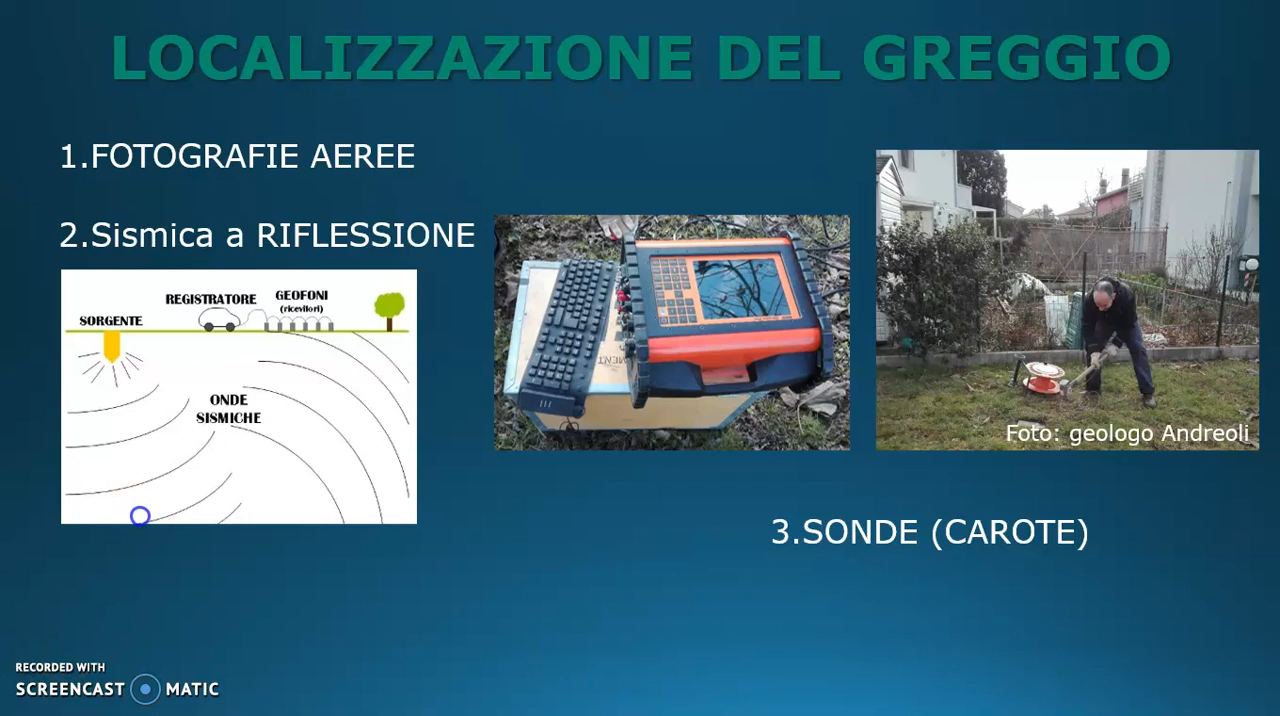 LOCALIZZAZIONE DEL GREGGIO
1.FOTOGRAFIE AEREE
2.Sismica a RIFLESSIONE
REGISTRATORE
GEOFONI
(ricevitori)
SORGENTE
ONDE
SISMICHE
Foto: geologo Andreoli
3.SONDE (CAROTE)
RECORDED WITH
SCREENCAST MATIC